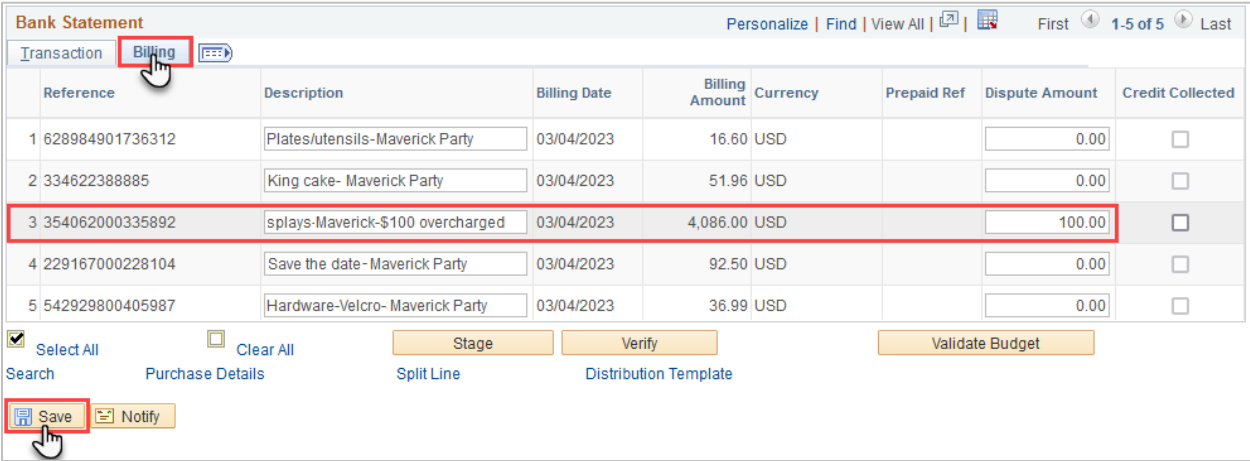 Bank Statement Personalize | Find | View All | | First 1-5 of 5 Last
Transaction Billing
Reference Description Billing Date Billing Amount Currency Prepaid Ref Dispute Amount Credit Collected
1 628984901736312 Plates/utensils-Maverick Party 03/04/2023 16.60 USD 0.00
2 334622388885 King cake- Maverick Party 03/04/2023 51.96 USD 0.00
3 354062000335892 splays-Maverick-$100 overcharged 03/04/2023 4,086.00 USD 100.00
4 229167000228104 Save the date- Maverick Party 03/04/2023 92.50 USD 0.00
5 542929800405987 Hardware-Velcro- Maverick Party 03/04/2023 36.99 USD 0.00
Select All Clear All Stage Verify Validate Budget
Search Purchase Details Split Line Distribution Template
Save Notify